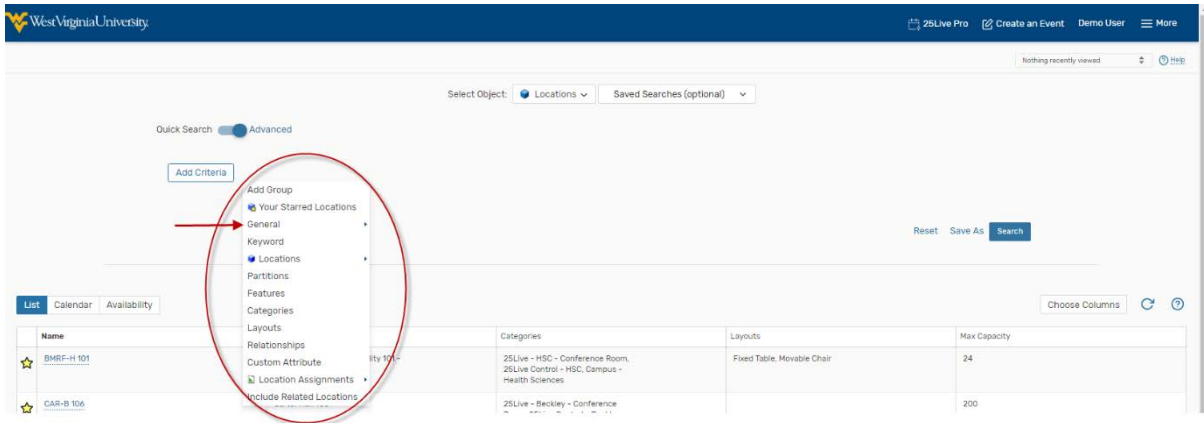 West Virginia University.
25Live Pro
Create an Event
Demo User
More
Nothing recently viewed
Help
Select Object:
Locations
Saved Searches (optional)
Quick Search
Advanced
Add Criteria
Add Group
Your Starred Locations
General
Keyword
Locations
Partitions
Features
Categories
Layouts
Relationships
Custom Attribute
Location Assignments
Include Related Locations
Reset
Save As
Search
List
Calendar
Availability
Choose Columns
Name
Categories
Layouts
Max Capacity
BMRF-H 101
101 -
25Live - HSC - Conference Room,
25Live Control - HSC, Campus -
Health Sciences
Fixed Table, Movable Chair
24
CAR-B 106
25Live - Beckley - Conference
200